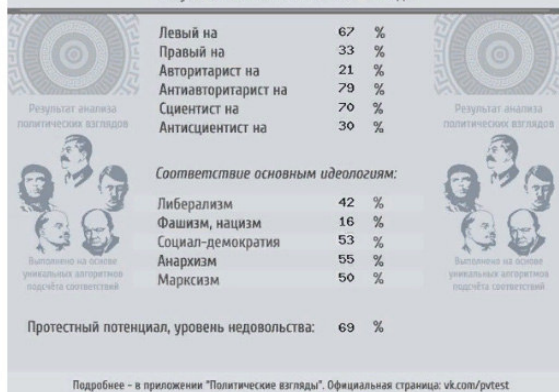 Левый на 67 %
Правый на 33 %
Авторитарист на 21 %
Антиавторитарист на 79 %
Сциентист на 70 %
Антисциентист на 30 %
Результат анализа
политических взглядов
Результат анализа
политических взглядов
Соответствие основным идеологиям:
Либерализм 42 %
Фашизм, нацизм 16 %
Социал-демократия 53 %
Анархизм 55 %
Марксизм 50 %
Выполнено на основе
уникальных алгоритмов
подсчёта соответствий
Выполнено на основе
уникальных алгоритмов
подсчёта соответствий
Протестный потенциал, уровень недовольства: 69 %
Подробнее - в приложении "Политические взгляды". Официальная страница: vk.com/pvtest